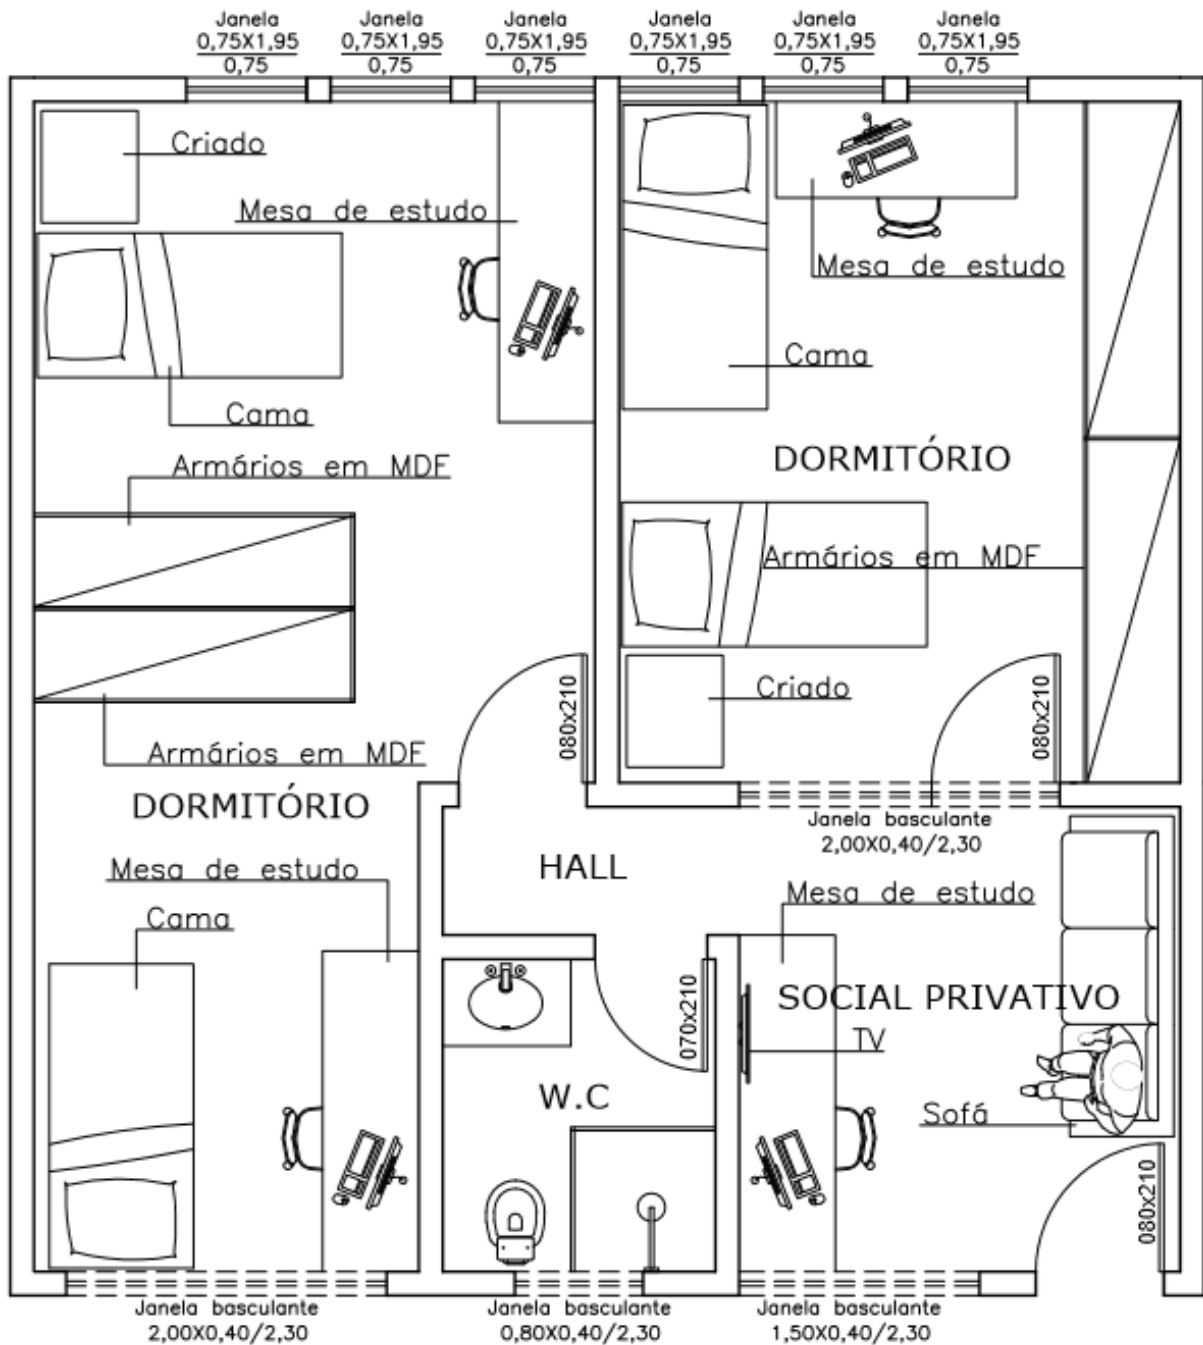 Janela
0,75X1,95
0,75
Janela
0,75X1,95
0,75
Janela
0,75X1,95
0,75
Janela
0,75X1,95
0,75
Janela
0,75X1,95
0,75
Janela
0,75X1,95
0,75
Criado
Mesa de estudo
Mesa de estudo
Cama
Cama
Armários em MDF
DORMITÓRIO
Armários em MDF
080x210
080x210
Criado
Armários em MDF
DORMITÓRIO
Janela basculante
2,00X0,40/2,30
HALL
Mesa de estudo
Mesa de estudo
Cama
070x210
SOCIAL PRIVATIVO
TV
W.C
Sofá
080x210
Janela basculante
2,00X0,40/2,30
Janela basculante
0,80X0,40/2,30
Janela basculante
1,50X0,40/2,30